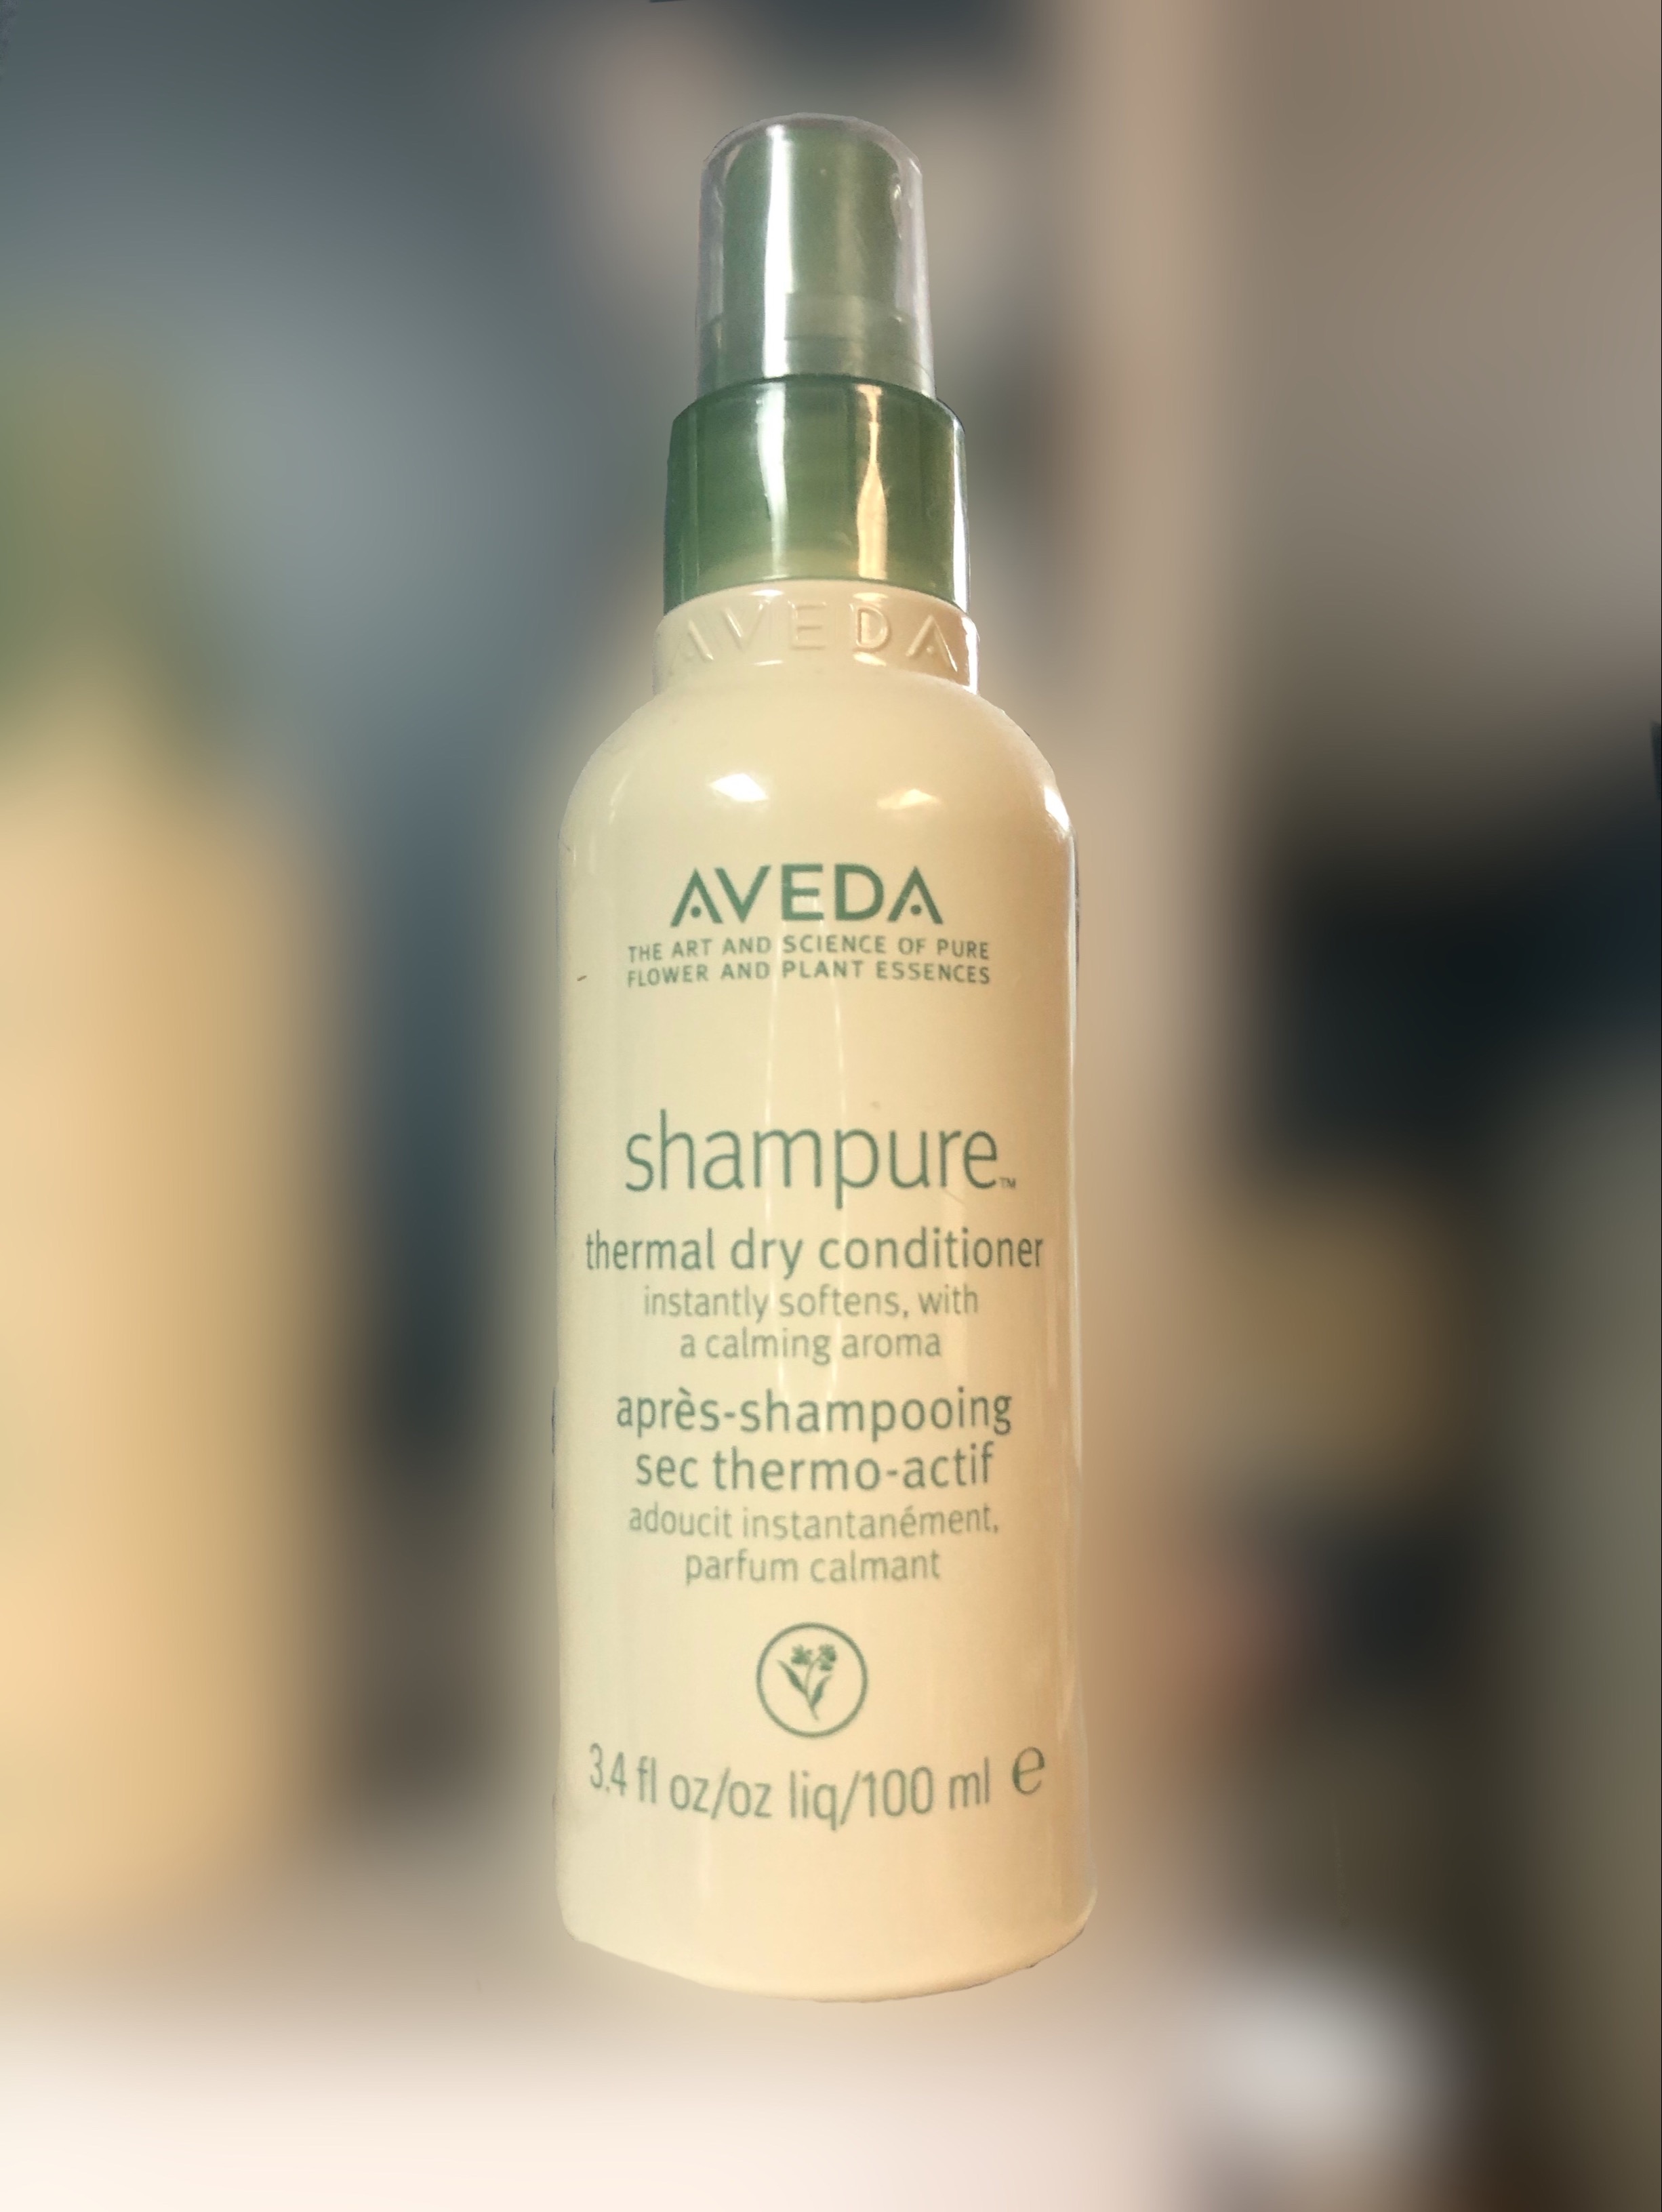 AVEDA
AVEDA
THE ART AND SCIENCE OF PURE
FLOWER AND PLANT ESSENCES
shampure™
thermal dry conditioner
instantly softens, with
a calming aroma
après-shampooing
sec thermo-actif
adoucit instantanément,
parfum calmant
3.4 fl oz/oz liq/100 ml e